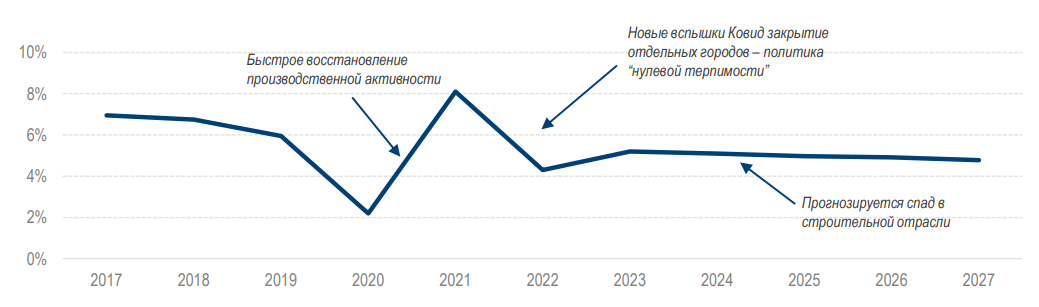 Новые вспышки Ковид закрытие
отдельных городов – политика
“нулевой терпимости”
Быстрое восстановление
производственной активности
10%
8%
6%
4%
2%
0%
Прогнозируется спад в
строительной отрасли
2017 2018 2019 2020 2021 2022 2023 2024 2025 2026 2027